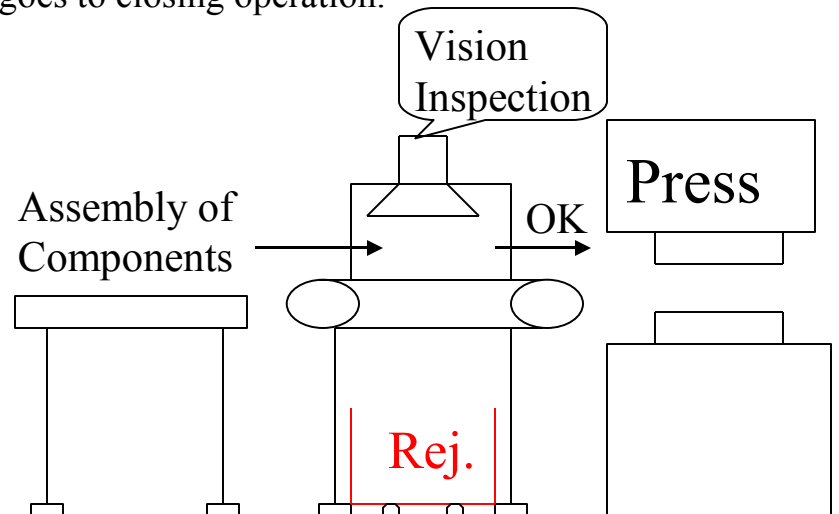 goes to closing operation.
Vision
Inspection
Press
Assembly of
Components
OK
Rej.